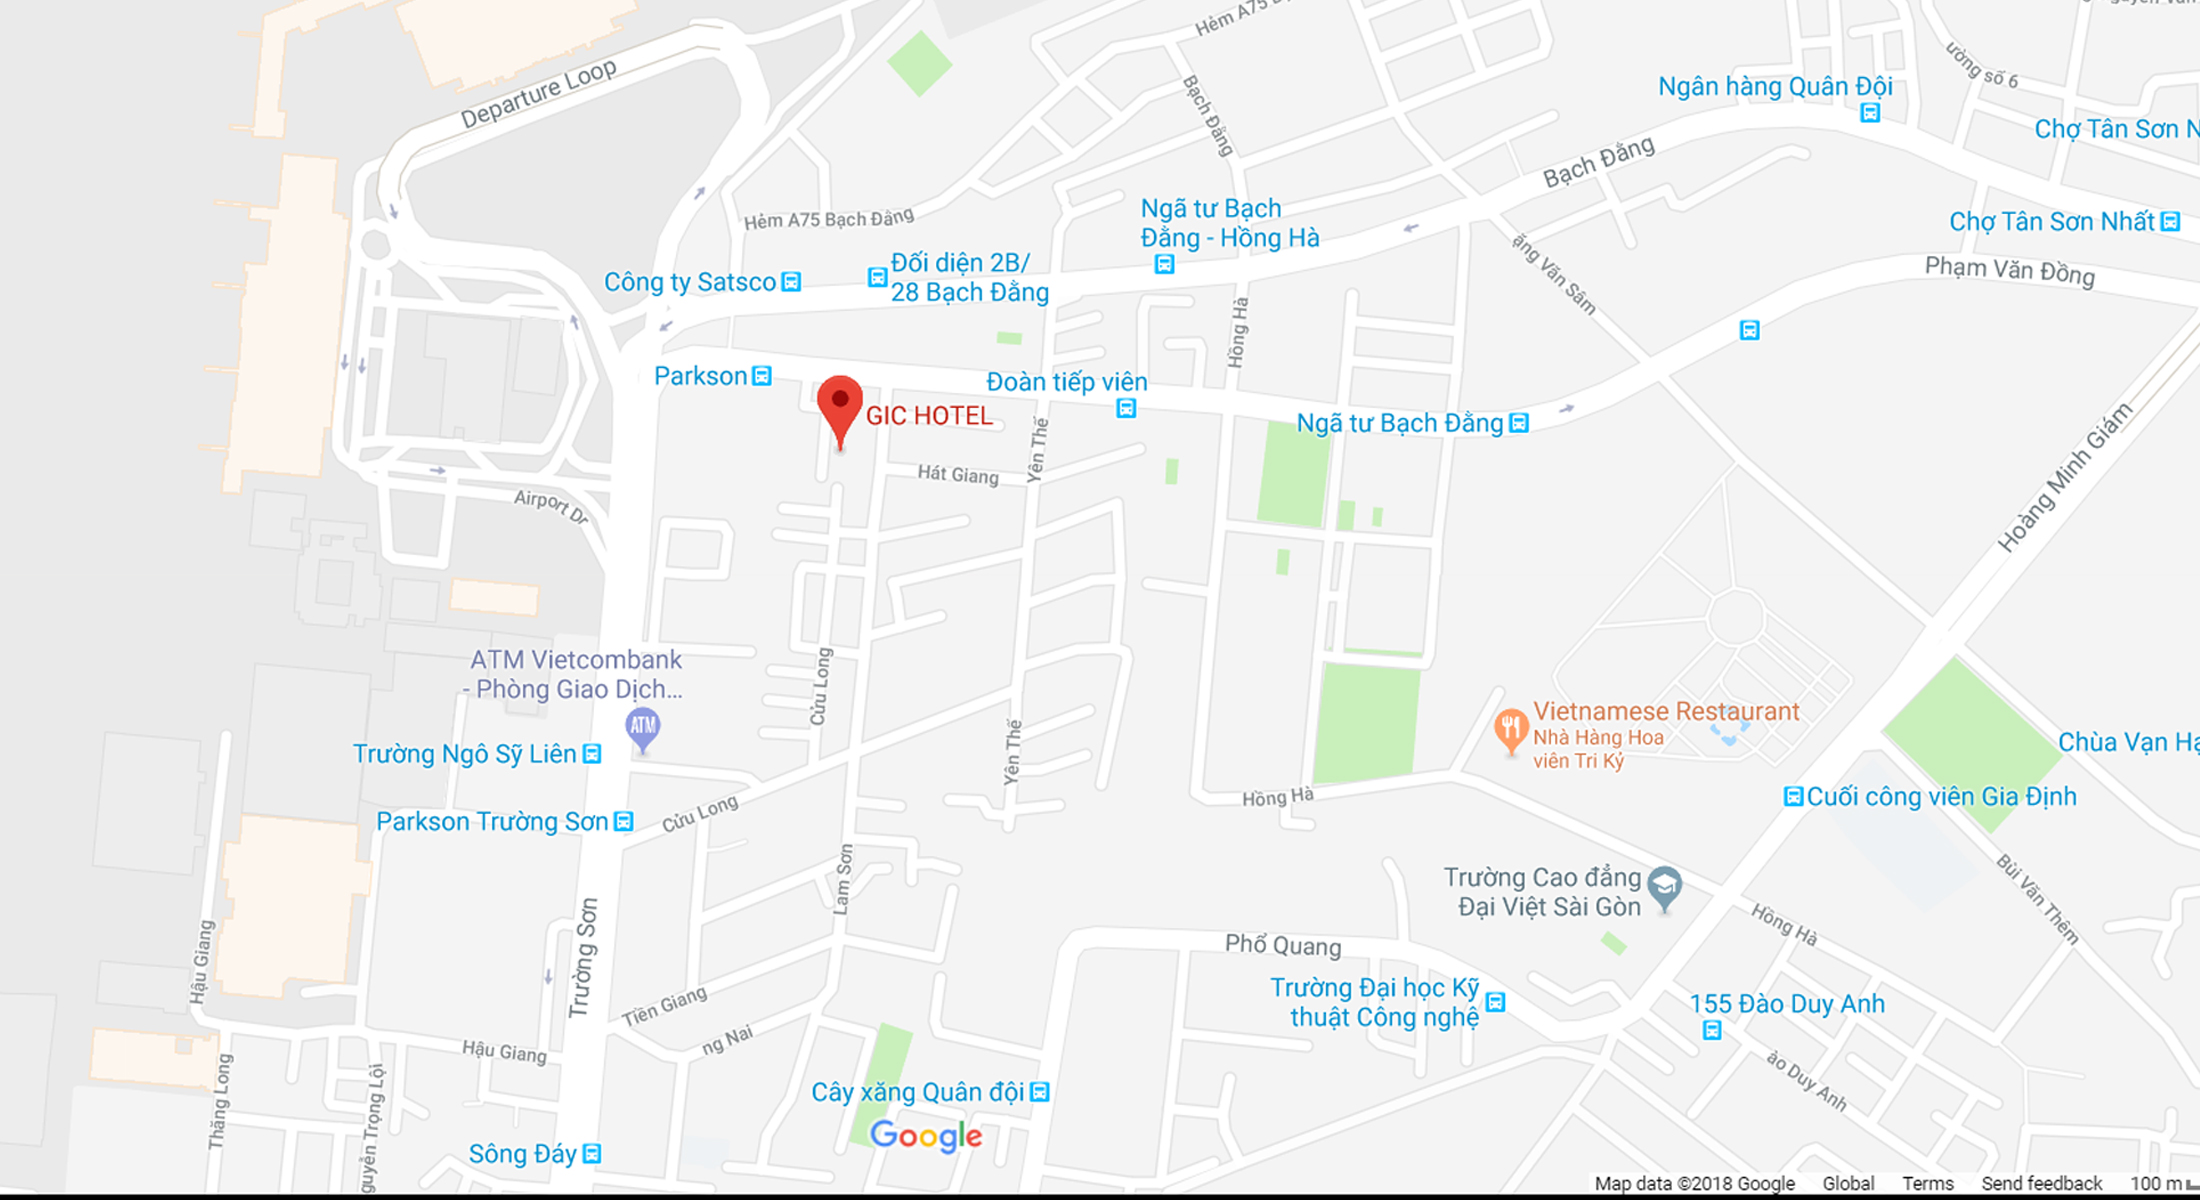 Hẻm A75 B
Departure Loop
Bạch Đằng
ường số 6
Ngân hàng Quân Đội
Chợ Tân Sơn N
Bạch Đằng
Hẻm A75 Bạch Đằng
Ngã tư Bạch
Đằng - Hồng Hà
Chợ Tân Sơn Nhất
Công ty Satsco
Đối diện 2B/
28 Bạch Đằng
ặng Văn Sâm
Phạm Văn Đồng
Hồng Hà
Parkson
Đoàn tiếp viên
GIC HOTEL
Ngã tư Bạch Đằng
Yên Thế
Hát Giang
Hoàng Minh Giám
Airport Dr
ATM Vietcombank
- Phòng Giao Dịch...
ATM
Cửu Long
Yên Thế
Vietnamese Restaurant
Nhà Hàng Hoa
viên Tri Kỷ
Trường Ngô Sỹ Liên
Chùa Vạn Hạ
Cuối công viên Gia Định
Hồng Hà
Parkson Trường Sơn
Cửu Long
Lam Sơn
Trường Cao đẳng
Đại Việt Sài Gòn
Bùi Văn Thêm
Hồng Hà
Hậu Giang
Trường Sơn
Phổ Quang
Tiền Giang
Trường Đại học Kỹ
thuật Công nghệ
155 Đào Duy Anh
ng Nai
Hậu Giang
Thăng Long
guyễn Trọng Lội
ào Duy Anh
Cây xăng Quân đội
Google
Sông Đáy
Map data ©2018 Google Global Terms Send feedback 100 m